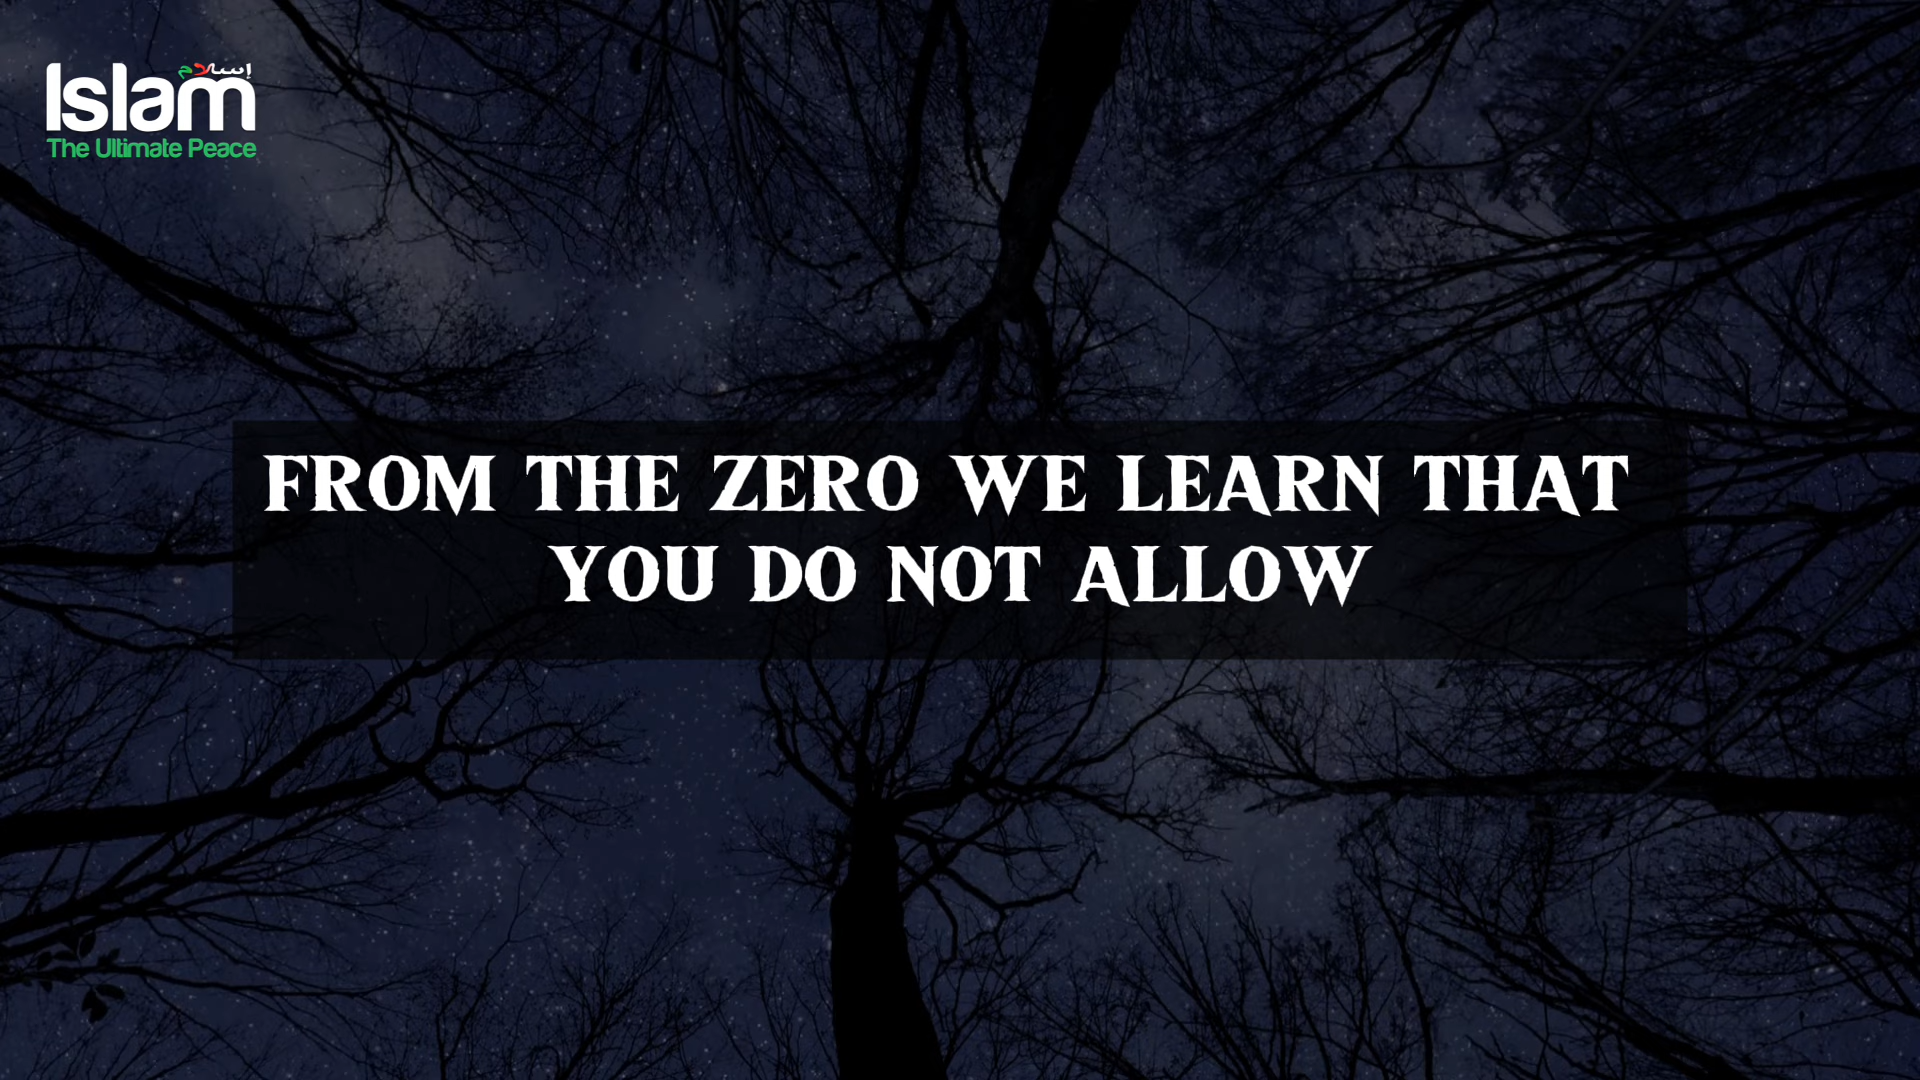 إسلام
Islam
The Ultimate Peace
FROM THE ZERO WE LEARN THAT
YOU DO NOT ALLOW